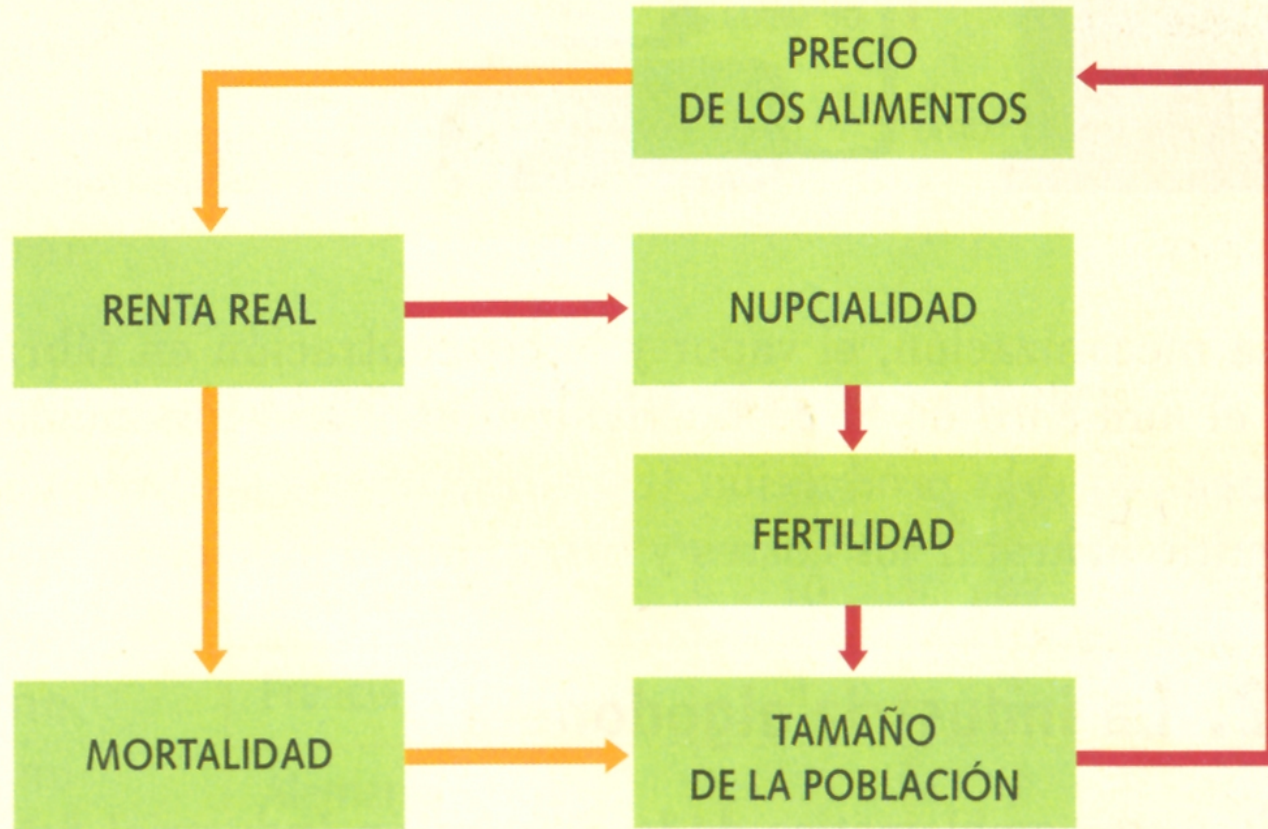 PRECIO
DE LOS ALIMENTOS
RENTA REAL
NUPCIALIDAD
FERTILIDAD
MORTALIDAD
TAMAÑO
DE LA POBLACIÓN